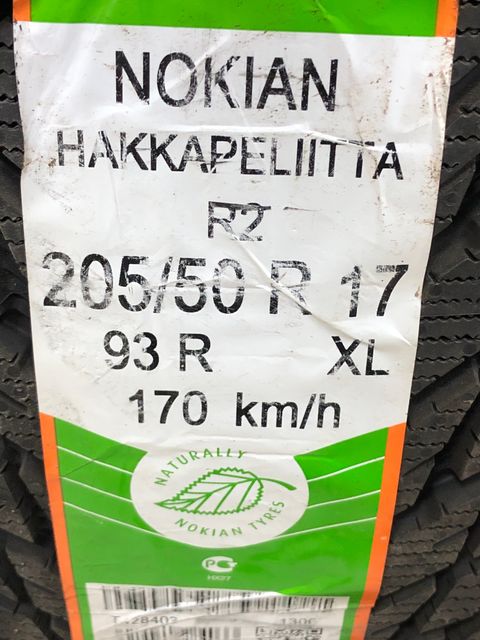 NOKIAN
HAKKAPELIITTA
R2
205/50 R 17
93 R XL
170 km/h
NATURALLY
NOKIAN TYRES